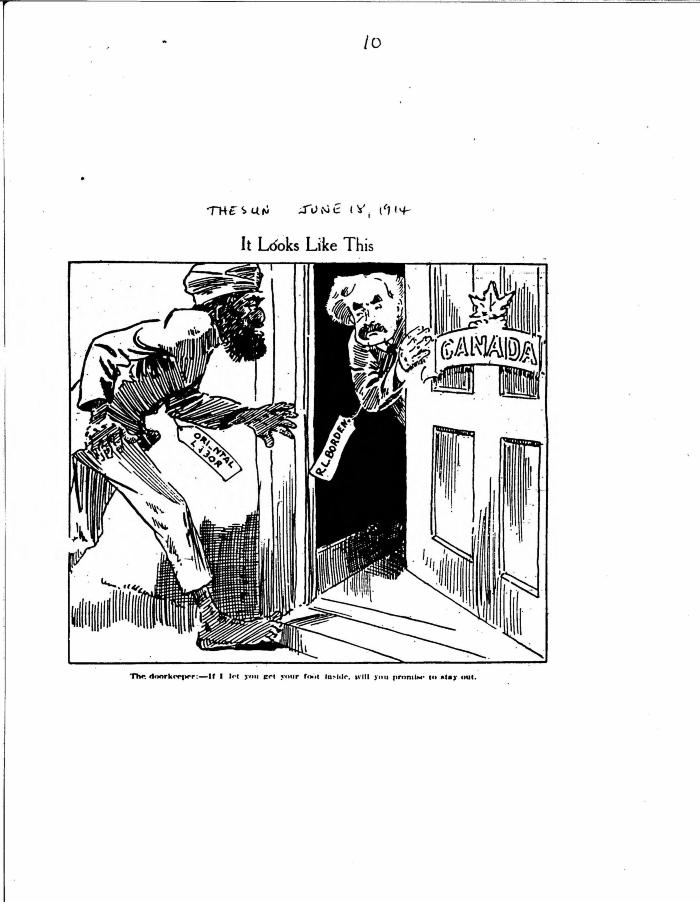 10
THE SUN JUNE 18, 1914
It Looks Like This
CANADA
ORIENTAL
LABOR
R.L.BORDEN.
The doorkeeper:—If I let you get your foot inside, will you promise to stay out.